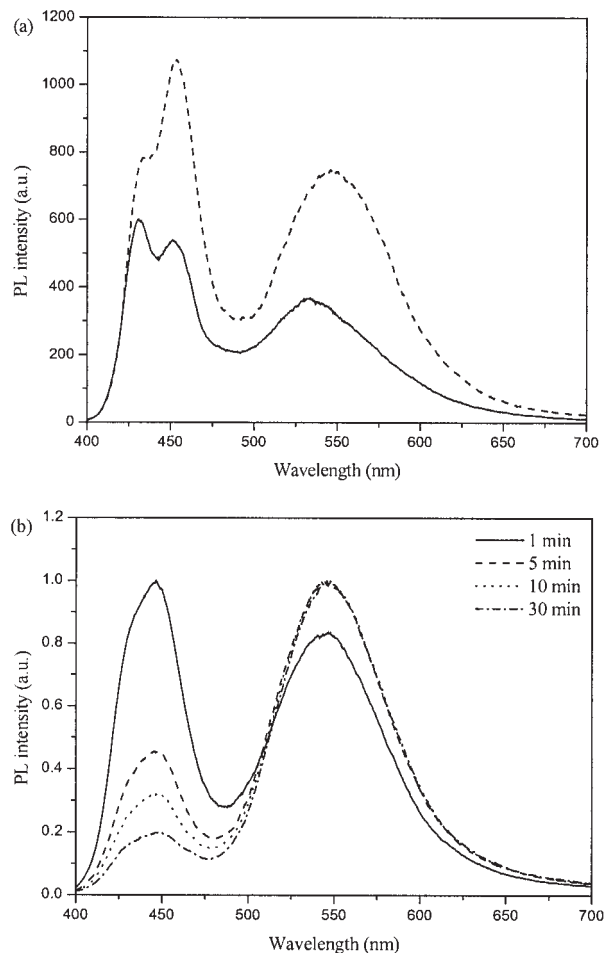 (a)
1200
1000
800
600
400
200
0
PL intensity (a.u.)
400 450 500 550 600 650 700
Wavelength (nm)
(b)
1.2
1.0
0.8
0.6
0.4
0.2
0.0
PL intensity (a.u.)
1 min
5 min
10 min
30 min
400 450 500 550 600 650 700
Wavelength (nm)